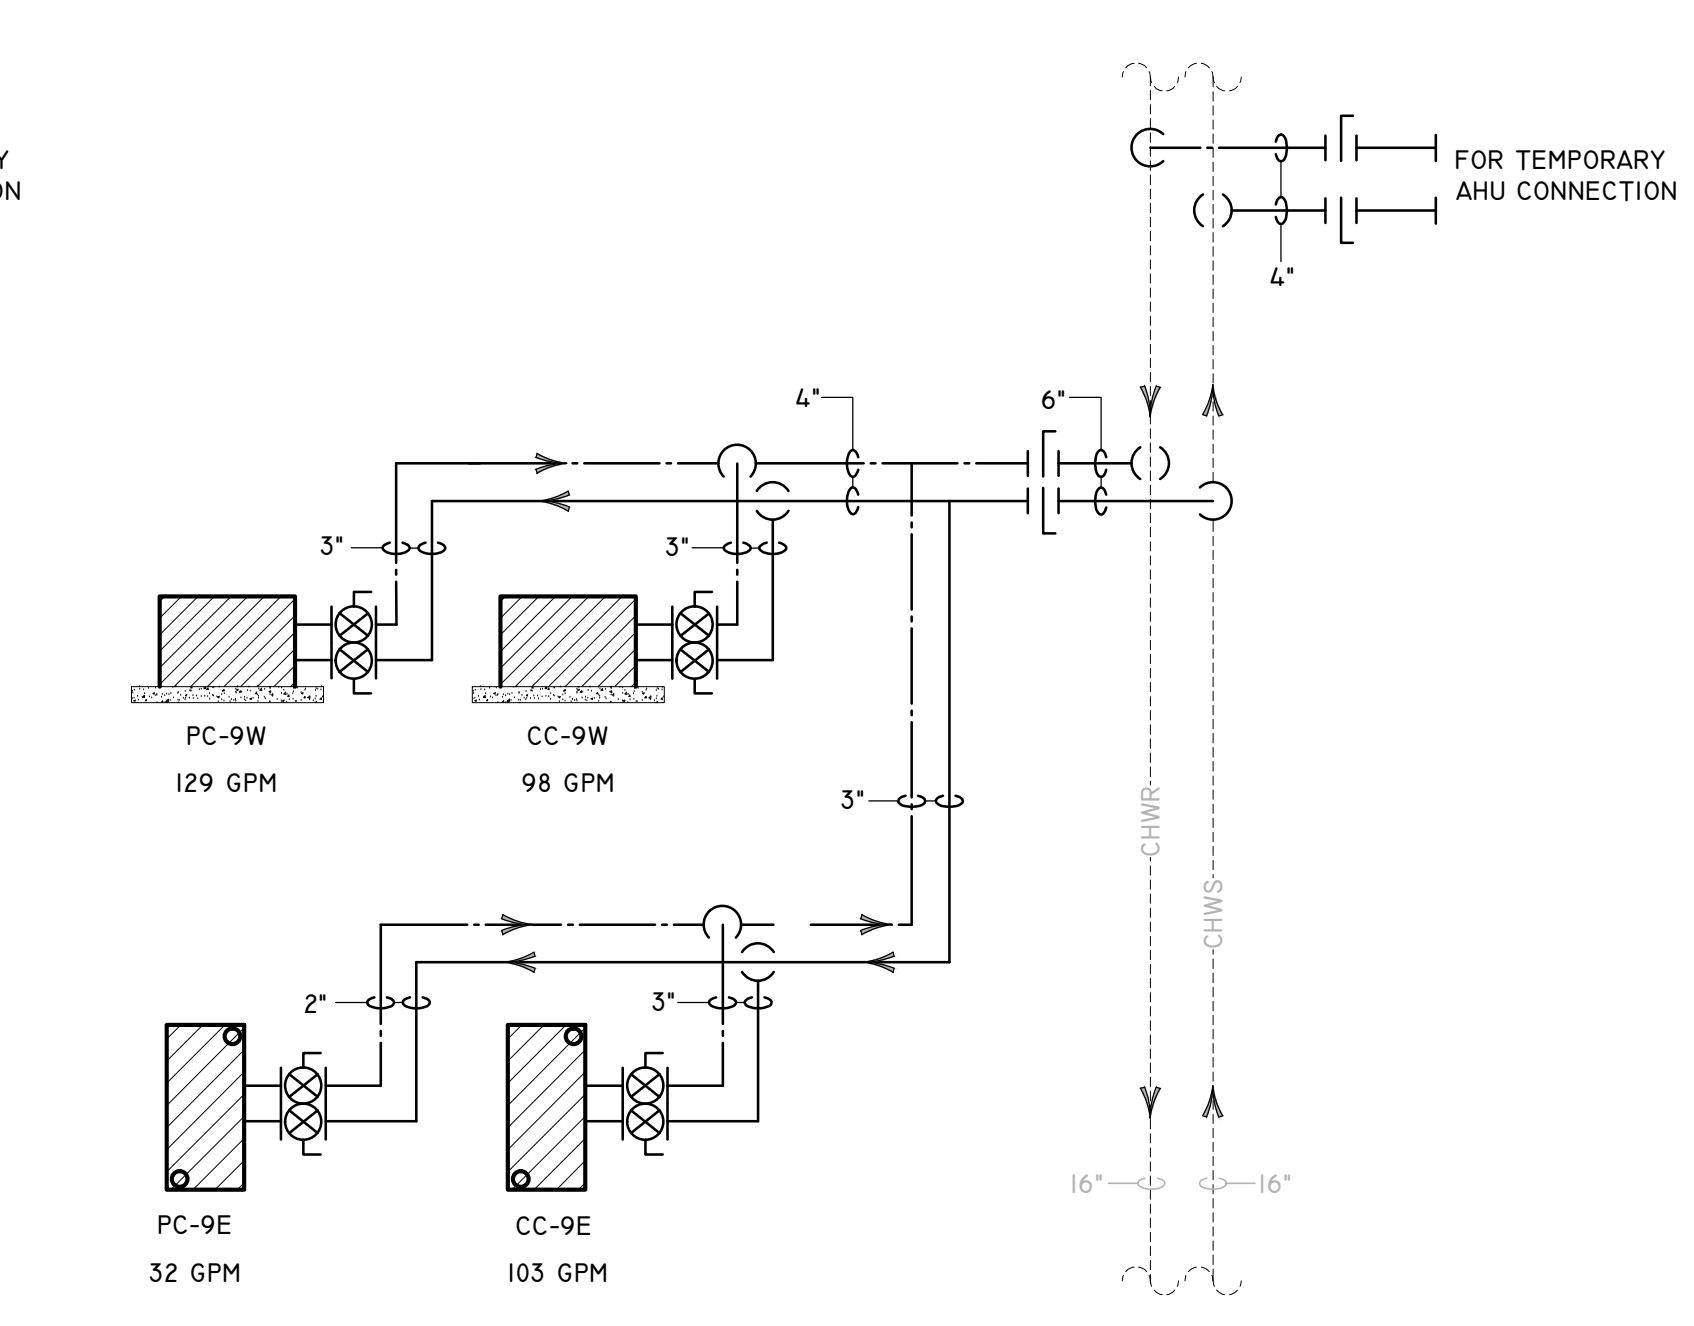 Y
ON
FOR TEMPORARY
AHU CONNECTION
4"
4"
6"
3"
3"
PC-9W
129 GPM
CC-9W
98 GPM
3"
CHWR
CHWS
2"
3"
16"
16"
PC-9E
32 GPM
CC-9E
103 GPM